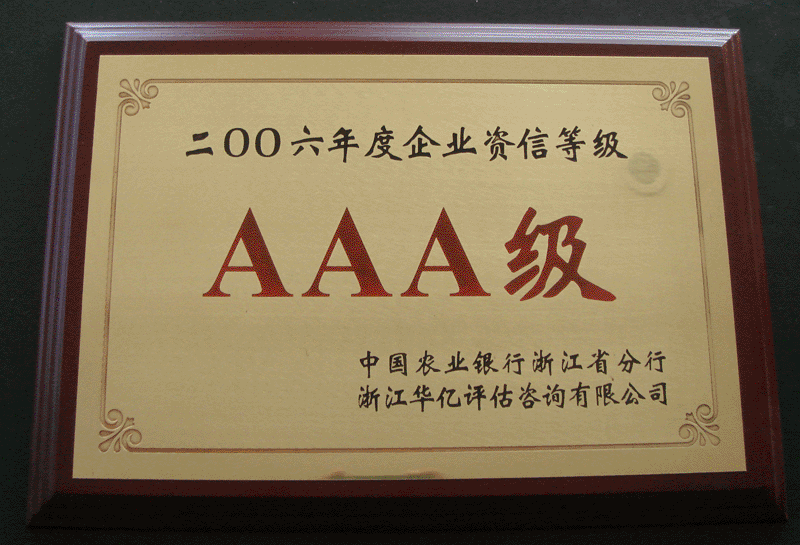 二OO六年度企业资信等级
AAA级
中国农业银行浙江省分行
浙江华亿评估咨询有限公司